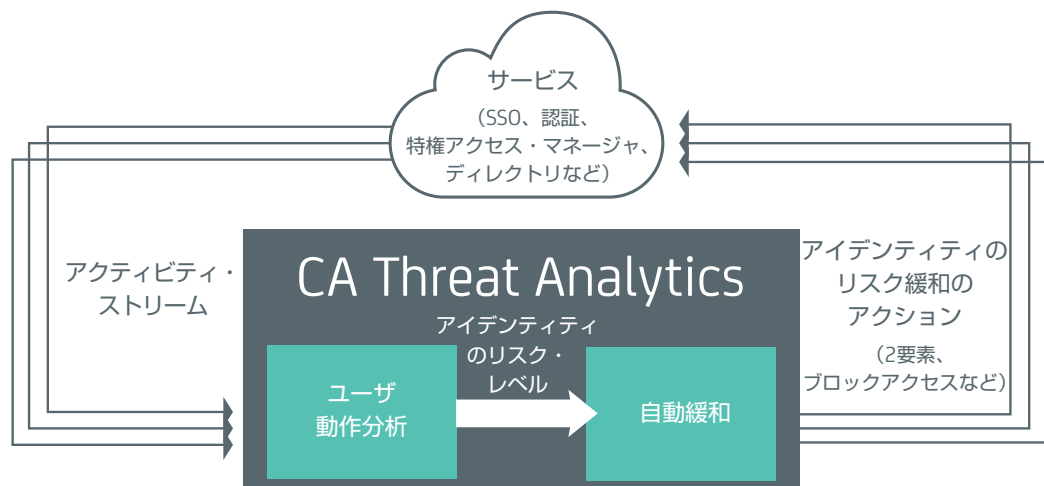 サービス
（SSO、認証、
特権アクセス・マネージャ、
ディレクトリなど）
アクティビティ・
ストリーム
CA Threat Analytics
アイデンティティ
のリスク・
レベル
ユーザ
動作分析
自動緩和
アイデンティティの
リスク緩和の
アクション
（2要素、
ブロックアクセスなど）